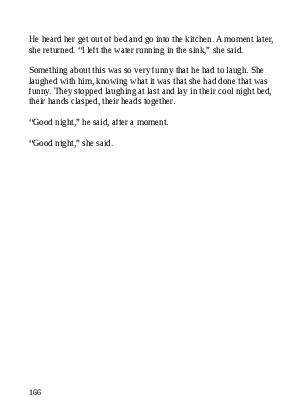 He heard her get out of bed and go into the kitchen. A moment later,
she returned. “I left the water running in the sink,” she said.
Something about this was so very funny that he had to laugh. She
laughed with him, knowing what it was that she had done that was
funny. They stopped laughing at last and lay in their cool night bed,
their hands clasped, their heads together.
“Good night,” he said, after a moment.
“Good night,” she said.
166